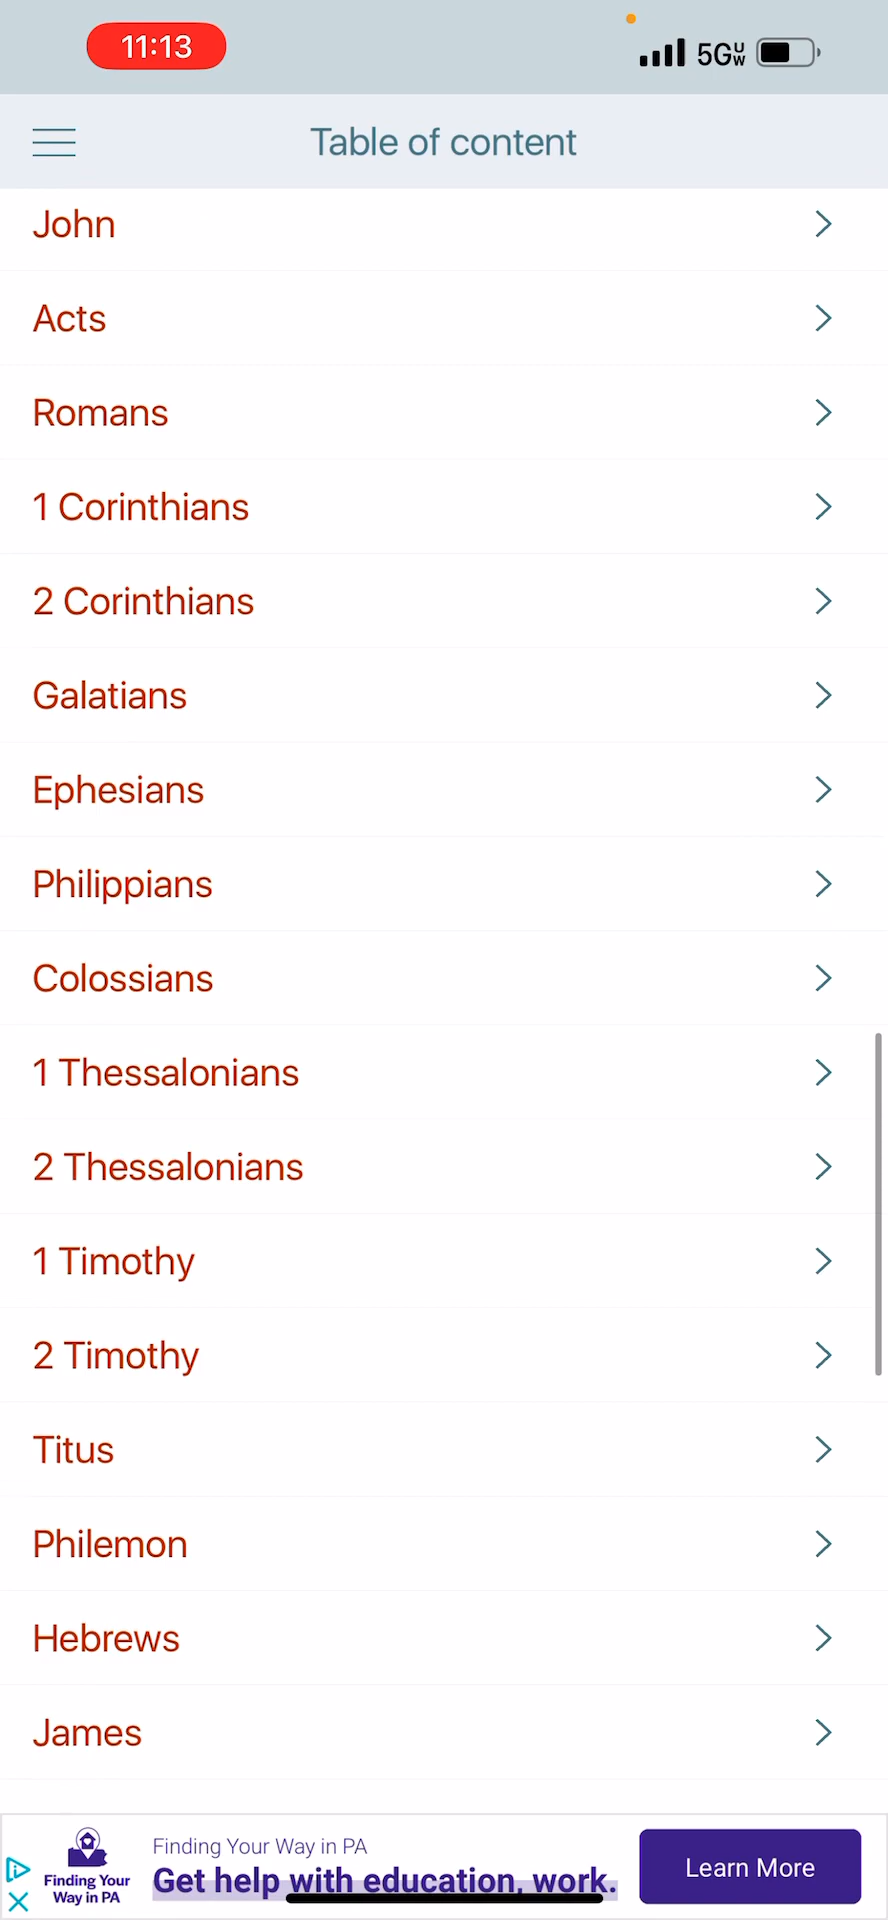 11:13
5G UW
Table of content
John
Acts
Romans
1 Corinthians
2 Corinthians
Galatians
Ephesians
Philippians
Colossians
1 Thessalonians
2 Thessalonians
1 Timothy
2 Timothy
Titus
Philemon
Hebrews
James
Finding Your
Way in PA
Finding Your Way in PA
Get help with education, work.
Learn More